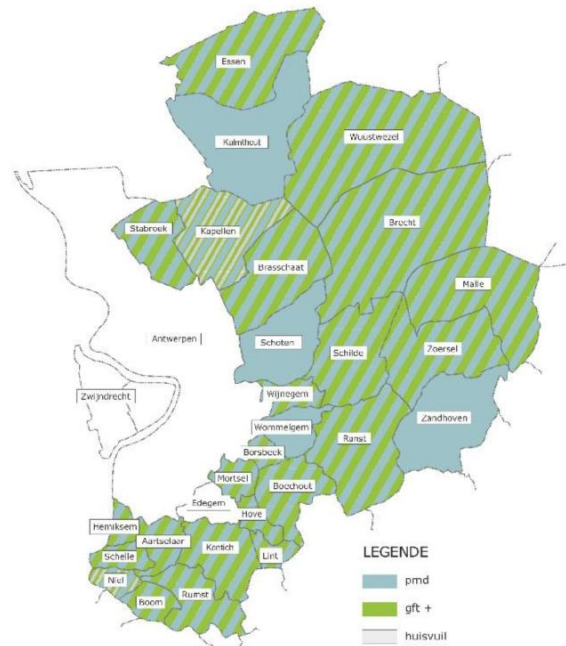 Essen
Kalmthout
Wuustwezel
Stabroek
Kapellen
Brecht
Brasschaat
Malle
Antwerpen
Schoten
Schilde
Zoersel
Zwijndrecht
Wijnegem
Zandhoven
Wommelgem
Ranst
Borsbeek
Mortsel
Boechout
Edegem
Hove
Hemiksem
Aartselaar
Kontich
Lint
Schelle
Niel
Boom
Rumst
LEGENDE
pmd
gft +
huisvuil